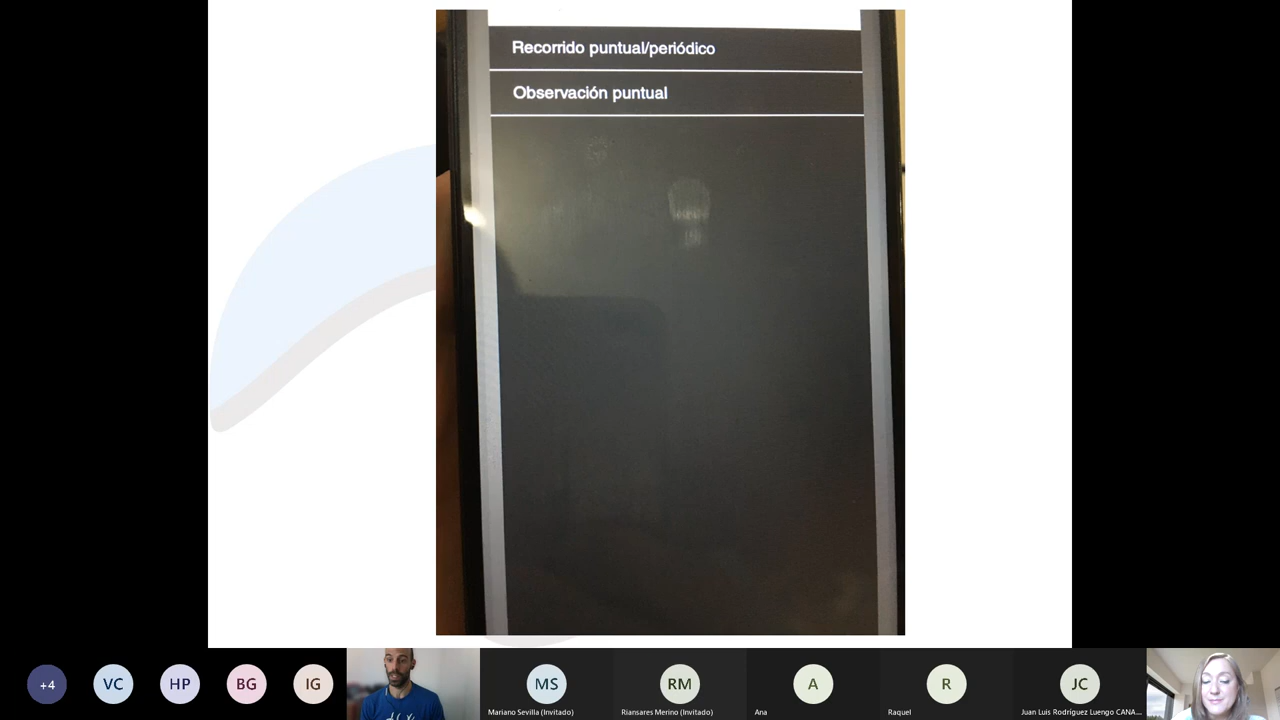 Recorrido puntual/periódico
Observación puntual
+4
VC
HP
BG
IG
MS
Mariano Sevilla (Invitado)
RM
Riansares Merino (Invitado)
A
Ana
R
Raquel
JC
Juan Luis Rodríguez Luengo CANA...